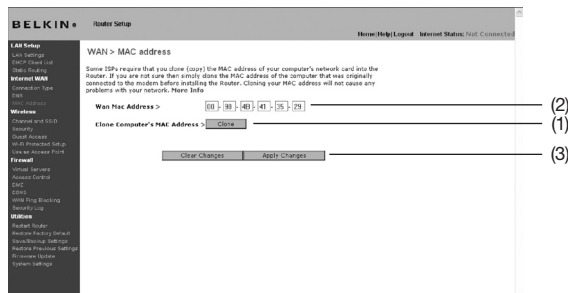 BELKIN Router Setup
Home|Help|Logout Internet Status: Not Connected
LAN Setup
LAN Settings
DHCP Client List
Static Routing
Internet WAN
Connection Type
DNS
MAC Address
Wireless
Channel and SSID
Security
Guest Access
Wi-Fi Protected Setup
Use as Access Point
Firewall
Virtual Servers
Access Control
DMZ
DDNS
WAN Ping Blocking
Security Log
Utilities
Restart Router
Restore Factory Default
Save/Backup Settings
Restore Previous Settings
Firmware Update
System Settings
WAN > MAC address
Some ISPs require that you clone (copy) the MAC address of your computer's network card into the
Router. If you are not sure then simply clone the MAC address of the computer that was originally
connected to the modem before installing the Router. Cloning your MAC address will not cause any
problems with your network. More Info
Wan Mac Address > - - 4B - 41 - 35 - 29 (2)
Clone Computer's MAC Address > Clone (1)
Clear Changes Apply Changes (3)